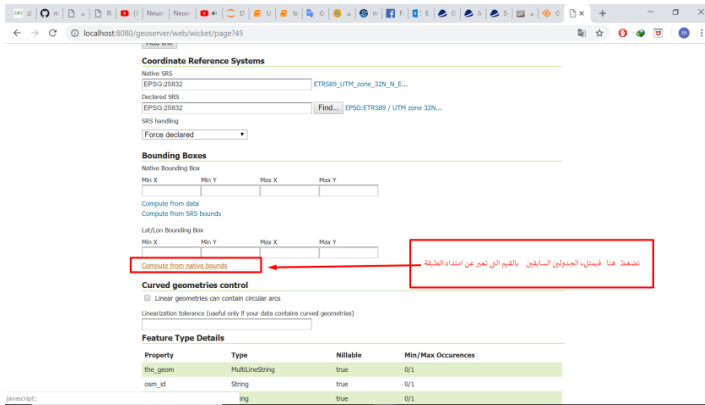 localhost:8080/geoserver/web/wicket/page?45
Add link
Coordinate Reference Systems
Native SRS
EPSG:25832
ETRS89_UTM_zone_32N_N_E...
Declared SRS
EPSG:25832
Find...
EPSG:ETRS89 / UTM zone 32N...
SRS handling
Force declared
Bounding Boxes
Native Bounding Box
Min X Min Y Max X Max Y
Compute from data
Compute from SRS bounds
Lat/Lon Bounding Box
Min X Min Y Max X Max Y
Compute from native bounds
نضغط هنا فيمتلء الجدولين السابقين بالقيم التي تعبر عن امتداد الطبقة
Curved geometries control
Linear geometries can contain circular arcs
Linearization tolerance (useful only if your data contains curved geometries)
Feature Type Details
Property Type Nillable Min/Max Occurences
the_geom MultiLineString true 0/1
osm_id String true 0/1
ing true 0/1
javascript:;